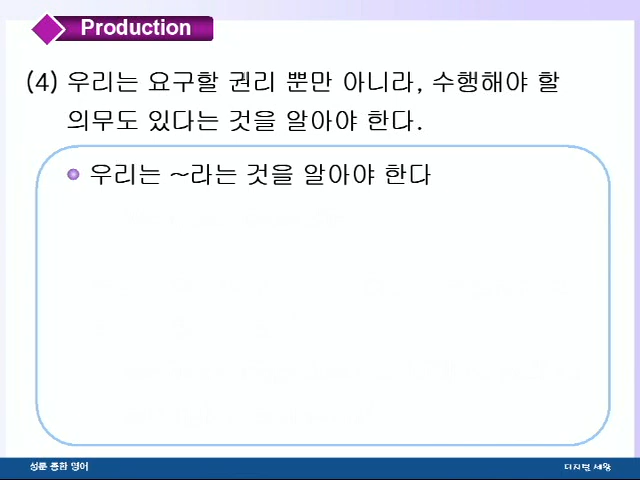 Production
(4) 우리는 요구할 권리 뿐만 아니라, 수행해야 할
의무도 있다는 것을 알아야 한다.
우리는 ~라는 것을 알아야 한다
성문 종합 영어
디지털 세왕